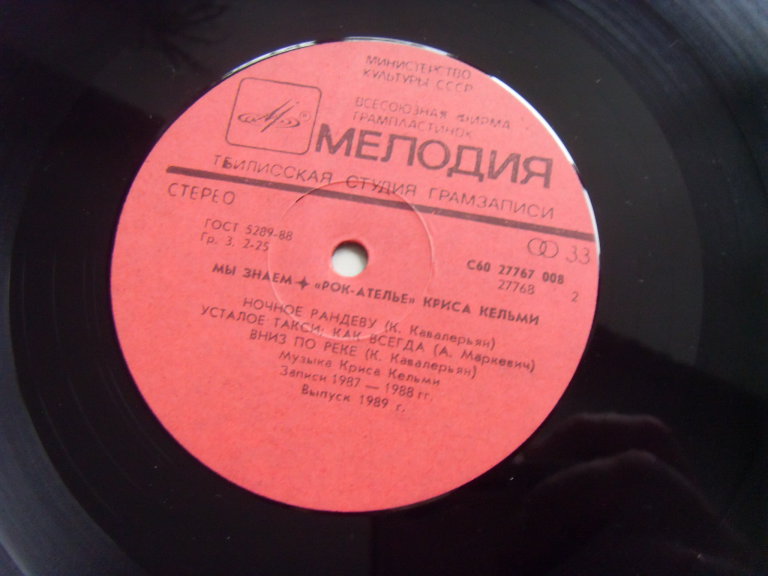 МИНИСТЕРСТВО
КУЛЬТУРЫ СССР
ВСЕСОЮЗНАЯ ФИРМА
ГРАМПЛАСТИНОК
МЕЛОДИЯ
ТБИЛИССКАЯ СТУДИЯ ГРАМЗАПИСИ
СТЕРЕО
33
ГОСТ 5289-88
Гр. 3. 2-25
С60 27767 008
27768 2
МЫ ЗНАЕМ «РОК-АТЕЛЬЕ» КРИСА КЕЛЬМИ
НОЧНОЕ РАНДЕВУ (К. Кавалерьян)
УСТАЛОЕ ТАКСИ; КАК ВСЕГДА (А. Маркевич)
ВНИЗ ПО РЕКЕ (К. Кавалерьян)
Музыка Криса Кельми
Записи 1987 — 1988 гг.
Выпуск 1989 г.